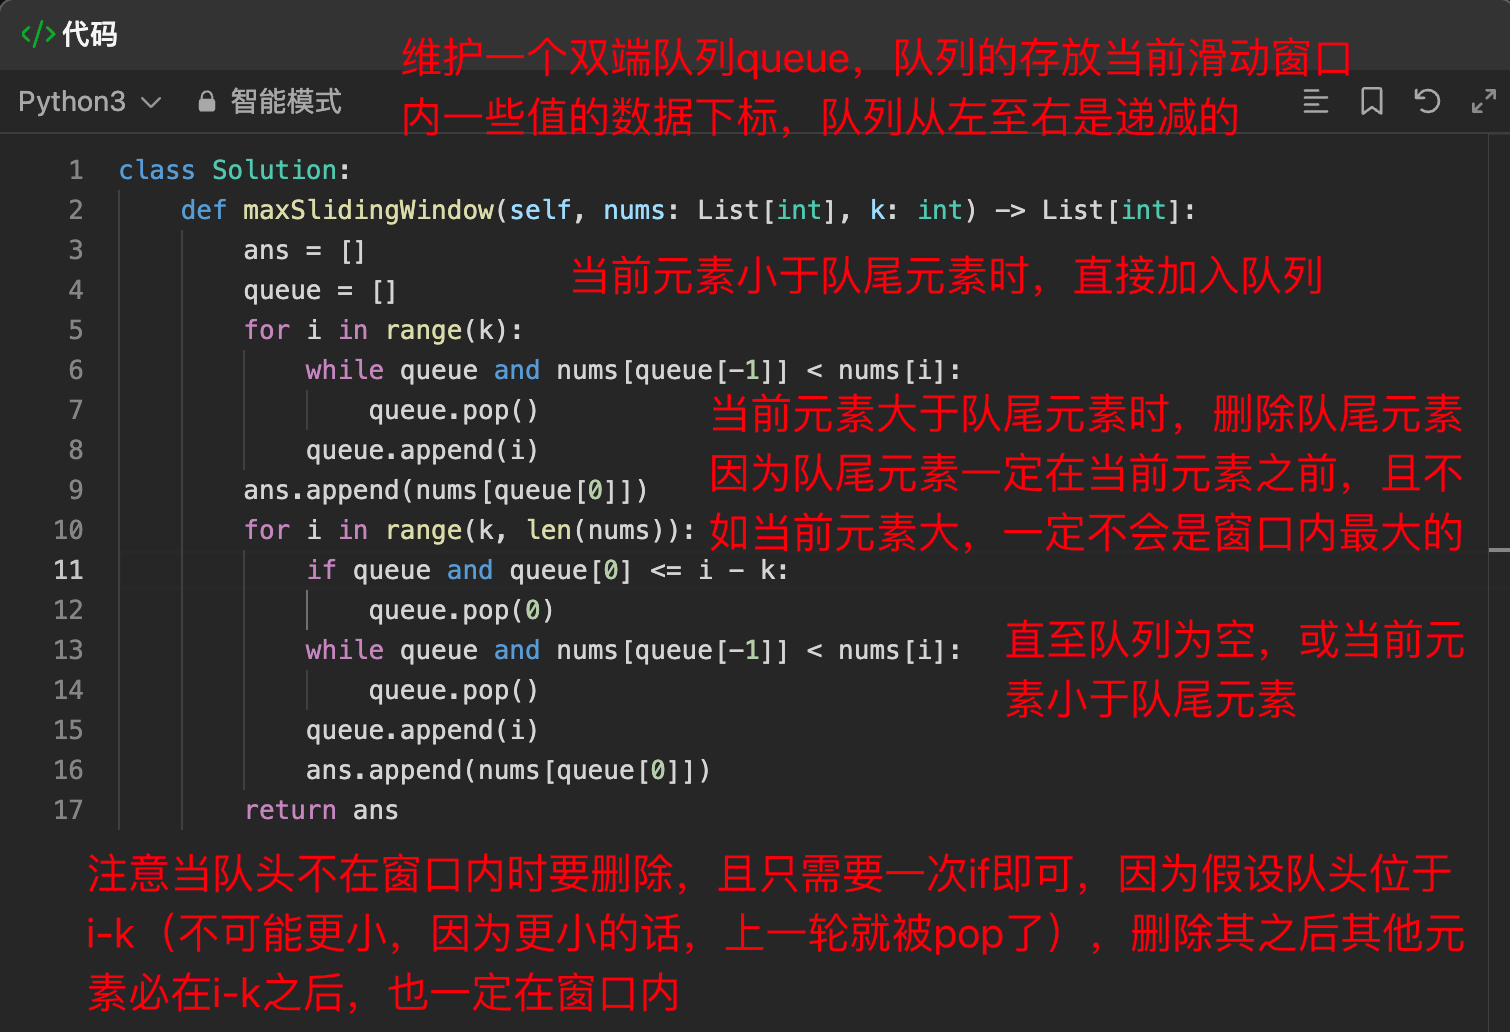 </> 代码
维护一个双端队列queue，队列的存放当前滑动窗口
Python3 智能模式
内一些值的数据下标，队列从左至右是递减的
1 class Solution:
2 def maxSlidingWindow(self, nums: List[int], k: int) -> List[int]:
3 ans = []
当前元素小于队尾元素时，直接加入队列
4 queue = []
5 for i in range(k):
6 while queue and nums[queue[-1]] < nums[i]:
7 queue.pop()
当前元素大于队尾元素时，删除队尾元素
8 queue.append(i)
因为队尾元素一定在当前元素之前，且不
9 ans.append(nums[queue[0]])
10 for i in range(k, len(nums)):
如当前元素大，一定不会是窗口内最大的
11 if queue and queue[0] <= i - k:
12 queue.pop(0)
13 while queue and nums[queue[-1]] < nums[i]:
直至队列为空，或当前元
14 queue.pop()
素小于队尾元素
15 queue.append(i)
16 ans.append(nums[queue[0]])
17 return ans
注意当队头不在窗口内时要删除，且只需要一次if即可，因为假设队头位于
i-k（不可能更小，因为更小的话，上一轮就被pop了），删除其之后其他元
素必在i-k之后，也一定在窗口内